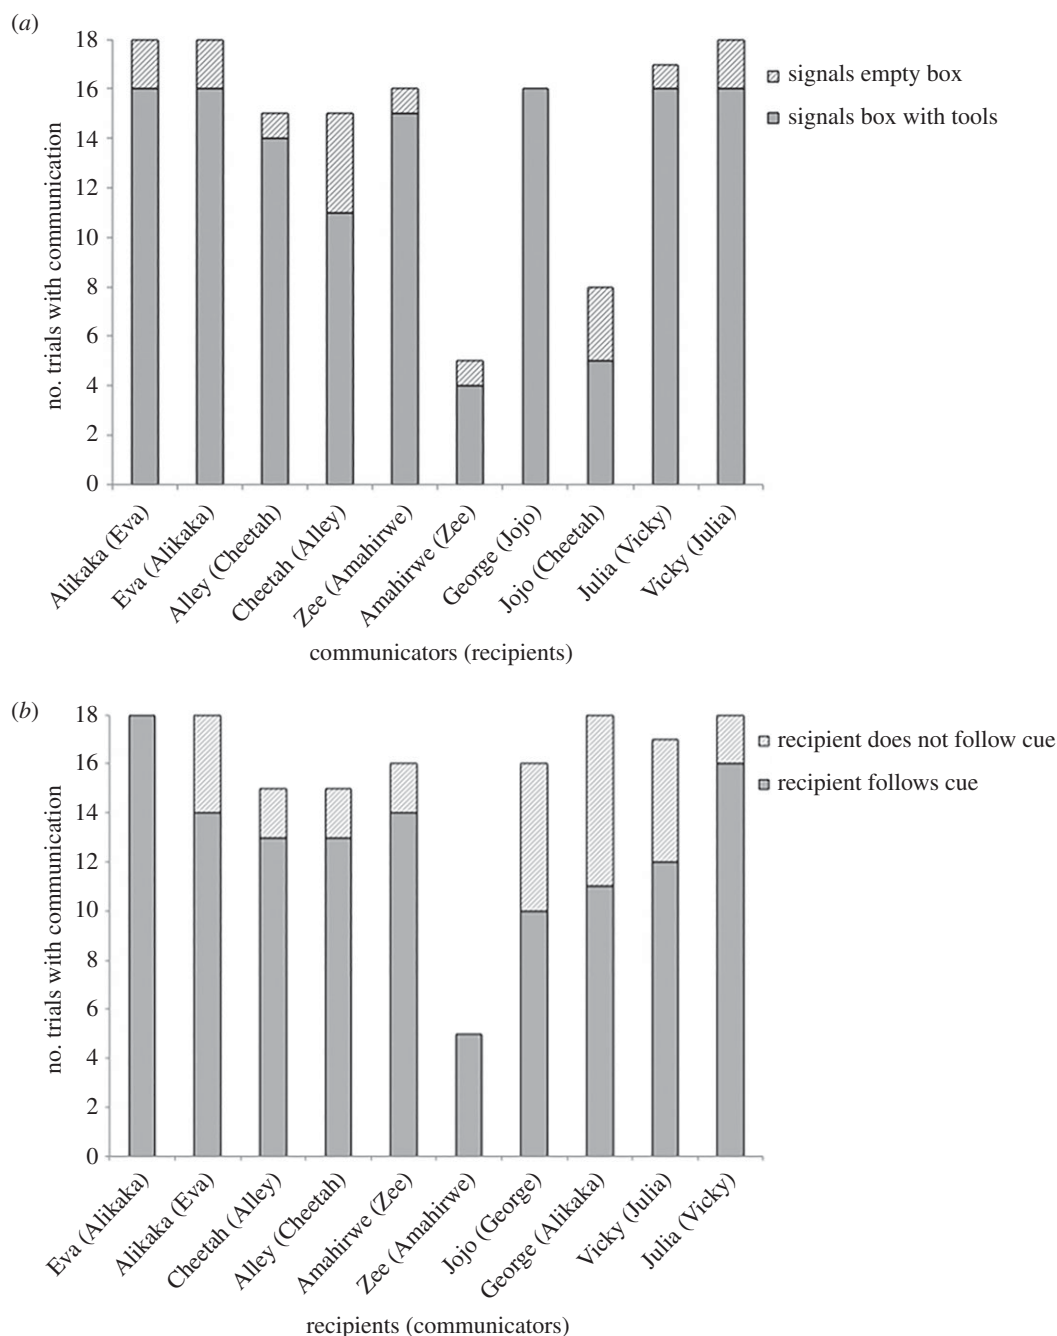 (a)
18
16
14
12
10
8
6
4
2
0
no. trials with communication
signals empty box
signals box with tools
Alikaka (Eva)
Eva (Alikaka)
Alley (Cheetah)
Cheetah (Alley)
Zee (Amahirwe)
Amahirwe (Zee)
George (Jojo)
Jojo (Cheetah)
Julia (Vicky)
Vicky (Julia)
communicators (recipients)
(b)
18
16
14
12
10
8
6
4
2
0
no. trials with communication
recipient does not follow cue
recipient follows cue
Eva (Alikaka)
Alikaka (Eva)
Cheetah (Alley)
Alley (Cheetah)
Amahirwe (Zee)
Zee (Amahirwe)
Jojo (George)
George (Alikaka)
Vicky (Julia)
Julia (Vicky)
recipients (communicators)